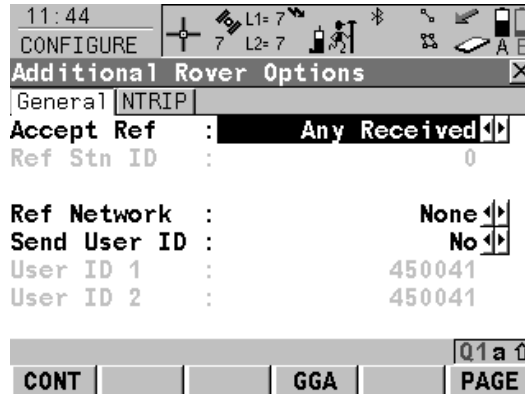 11:44
L1= 7
CONFIGURE 7 L2= 7 A B
Additional Rover Options
General NTRIP
Accept Ref : Any Received
Ref Stn ID : 0
Ref Network : None
Send User ID : No
User ID 1 : 450041
User ID 2 : 450041
Q1 a
CONT GGA PAGE